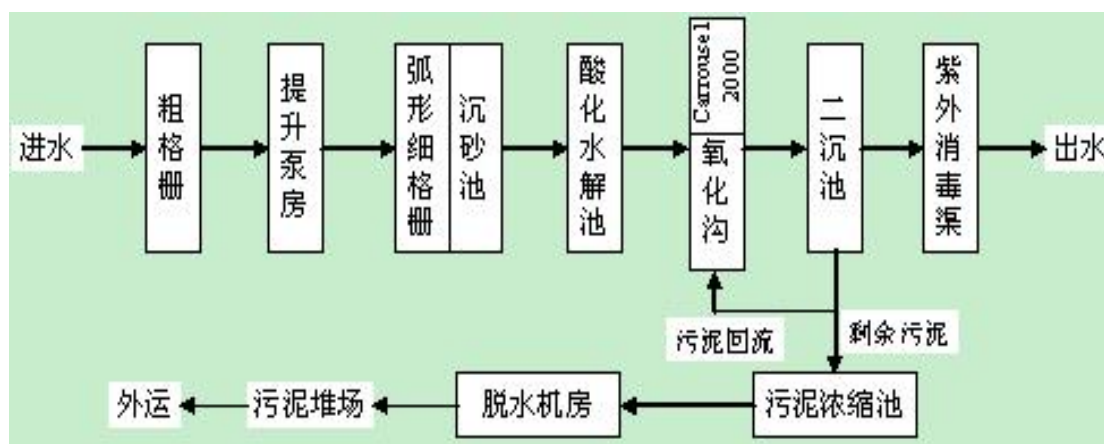 进水
粗格栅
提升泵房
弧形细格栅
沉砂池
酸化水解池
Carrousel
2000
氧化沟
二沉池
紫外消毒渠
出水
污泥回流
剩余污泥
外运
污泥堆场
脱水机房
污泥浓缩池